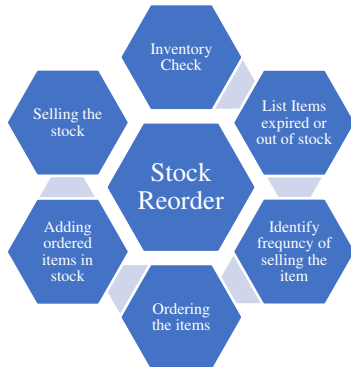 Inventory
Check
List Items
expired or
out of stock
Identify
frequncy of
selling the
item
Ordering
the items
Adding
ordered
items in
stock
Selling the
stock
Stock
Reorder